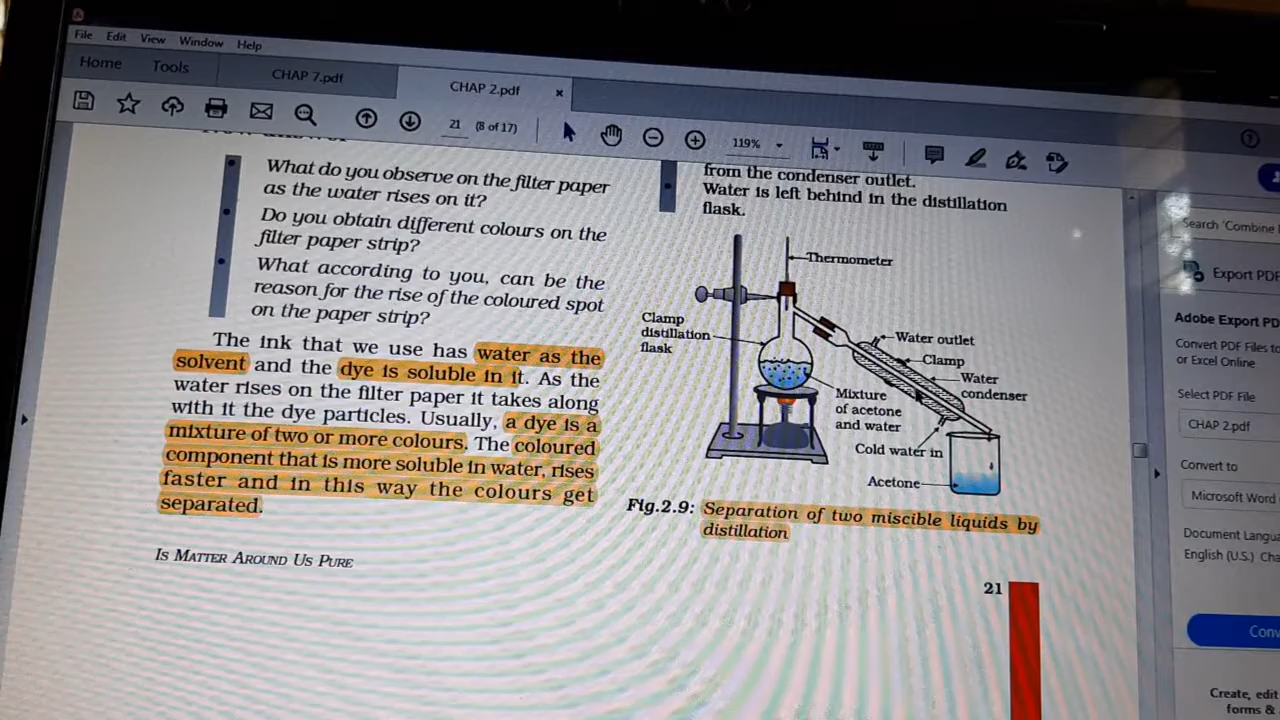 File Edit View Window Help
Home Tools CHAP 7.pdf CHAP 2.pdf ×
21 (8 of 17) 119%
What do you observe on the filter paper
as the water rises on it?
Do you obtain different colours on the
filter paper strip?
What according to you, can be the
reason for the rise of the coloured spot
on the paper strip?
The ink that we use has water as the
solvent and the dye is soluble in it. As the
water rises on the filter paper it takes along
with it the dye particles. Usually, a dye is a
mixture of two or more colours. The coloured
component that is more soluble in water, rises
faster and in this way the colours get
separated.
IS MATTER AROUND US PURE
from the condenser outlet.
Water is left behind in the distillation
flask.
Thermometer
Clamp
distillation
flask
Water outlet
Clamp
Water
condenser
Mixture
of acetone
and water
Cold water in
Acetone
Fig.2.9: Separation of two miscible liquids by
distillation
21
Search 'Combine
Export PDF
Adobe Export PD
Convert PDF Files to
or Excel Online
Select PDF File
CHAP 2.pdf
Convert to
Microsoft Word
Document Langua
English (U.S.) Cha
Conv
Create, edit
forms &